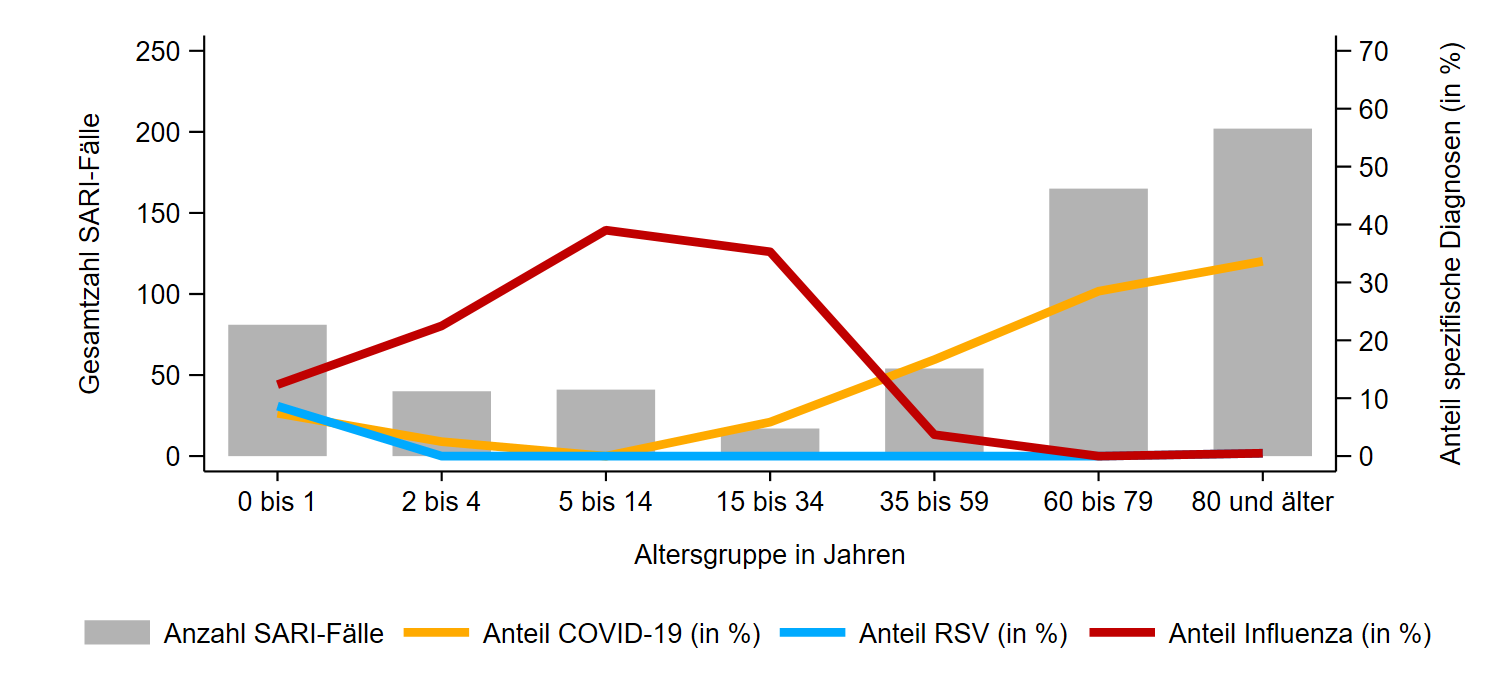 Gesamtzahl SARI-Fälle
250
200
150
100
50
0
70
60
50
40
30
20
10
0
Anteil spezifische Diagnosen (in %)
0 bis 1 2 bis 4 5 bis 14 15 bis 34 35 bis 59 60 bis 79 80 und älter
Altersgruppe in Jahren
Anzahl SARI-Fälle Anteil COVID-19 (in %) Anteil RSV (in %) Anteil Influenza (in %)